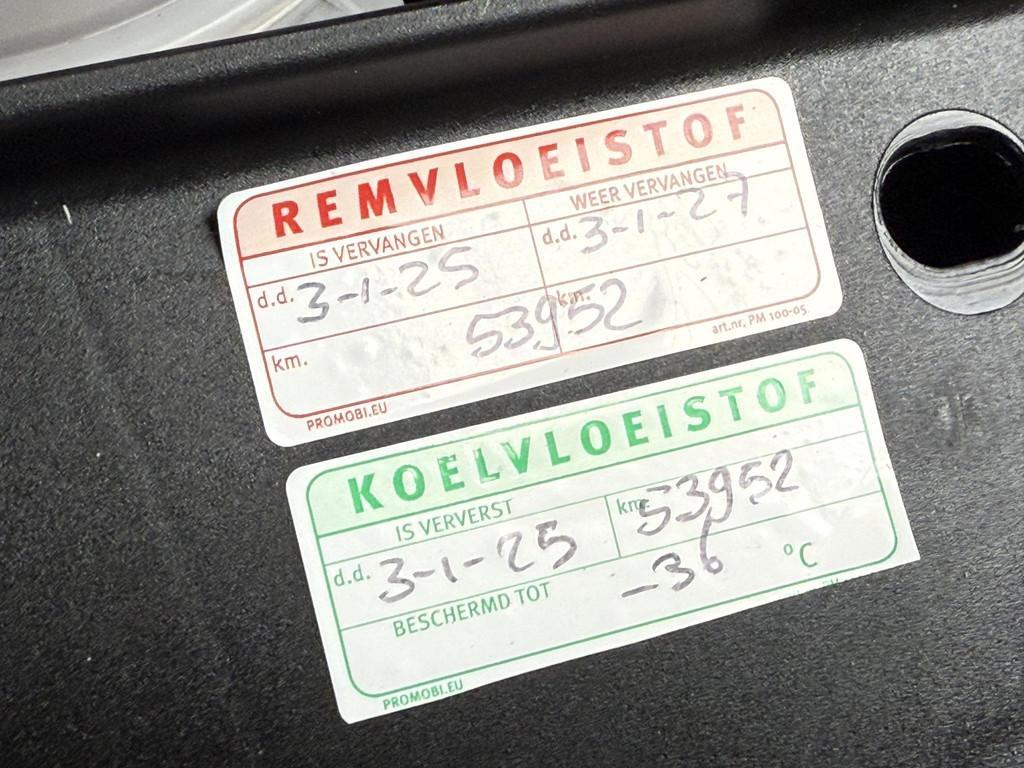 REMVLOEISTOF
IS VERVANGEN WEER VERVANGEN
d.d. 3-1-25 d.d. 3-1-27
km. 53952 km.
PROMOBI.EU art.nr. PM 100-05
KOELVLOEISTOF
IS VERVERST km. 53952
d.d. 3-1-25
BESCHERMD TOT -36 °C
PROMOBI.EU